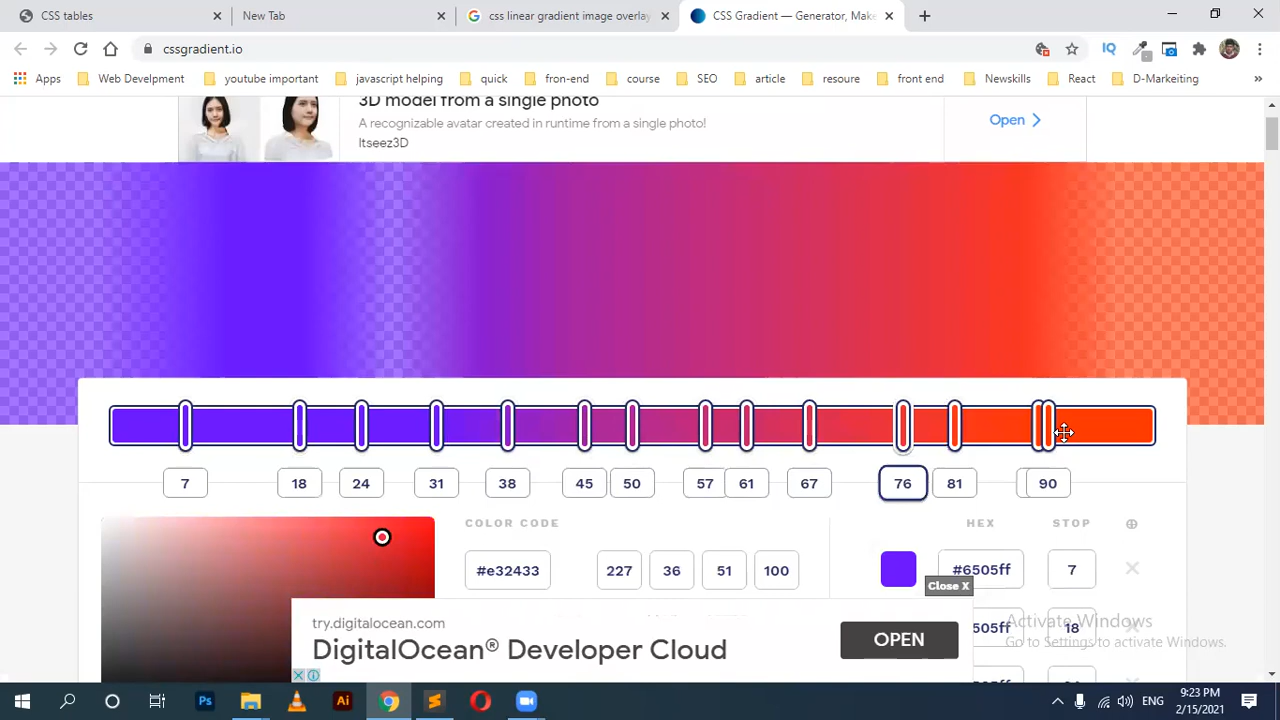 CSS tables
New Tab
css linear gradient image overlay
CSS Gradient — Generator, Make
cssgradient.io
IQ
Apps
Web Develpment
youtube important
javascript helping
quick
fron-end
course
SEO
article
resoure
front end
Newskills
React
D-Markeiting
»
3D model from a single photo
A recognizable avatar created in runtime from a single photo!
Itseez3D
Open
7 18 24 31 38 45 50 57 61 67 76 81 90
COLOR CODE
HEX STOP
#e32433 227 36 51 100
#6505ff 7
Close X
505ff 18
try.digitalocean.com
DigitalOcean® Developer Cloud
OPEN
Activate Windows
Go to Settings to activate Windows.
Ps
Ai
ENG
9:23 PM
2/15/2021